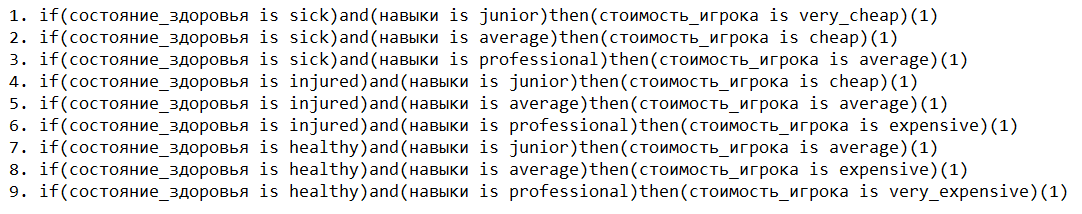 1. if(состояние_здоровья is sick)and(навыки is junior)then(стоимость_игрока is very_cheap)(1)
2. if(состояние_здоровья is sick)and(навыки is average)then(стоимость_игрока is cheap)(1)
3. if(состояние_здоровья is sick)and(навыки is professional)then(стоимость_игрока is average)(1)
4. if(состояние_здоровья is injured)and(навыки is junior)then(стоимость_игрока is cheap)(1)
5. if(состояние_здоровья is injured)and(навыки is average)then(стоимость_игрока is average)(1)
6. if(состояние_здоровья is injured)and(навыки is professional)then(стоимость_игрока is expensive)(1)
7. if(состояние_здоровья is healthy)and(навыки is junior)then(стоимость_игрока is average)(1)
8. if(состояние_здоровья is healthy)and(навыки is average)then(стоимость_игрока is expensive)(1)
9. if(состояние_здоровья is healthy)and(навыки is professional)then(стоимость_игрока is very_expensive)(1)